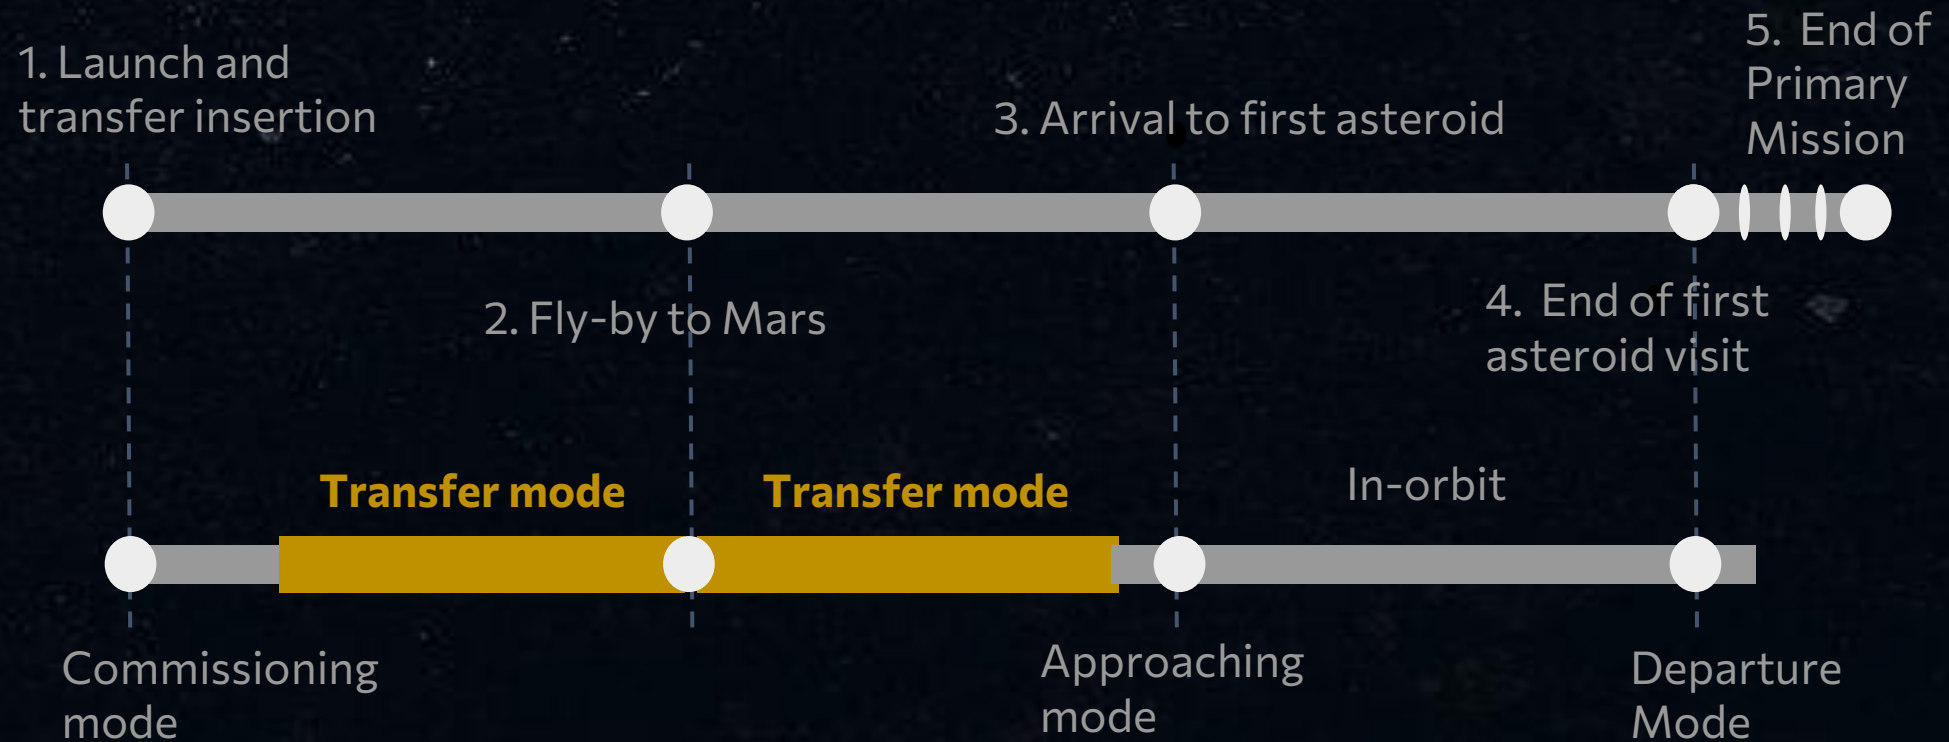 1. Launch and
transfer insertion
3. Arrival to first asteroid
5. End of
Primary
Mission
2. Fly-by to Mars
4. End of first
asteroid visit
Transfer mode
Transfer mode
In-orbit
Commissioning
mode
Approaching
mode
Departure
Mode